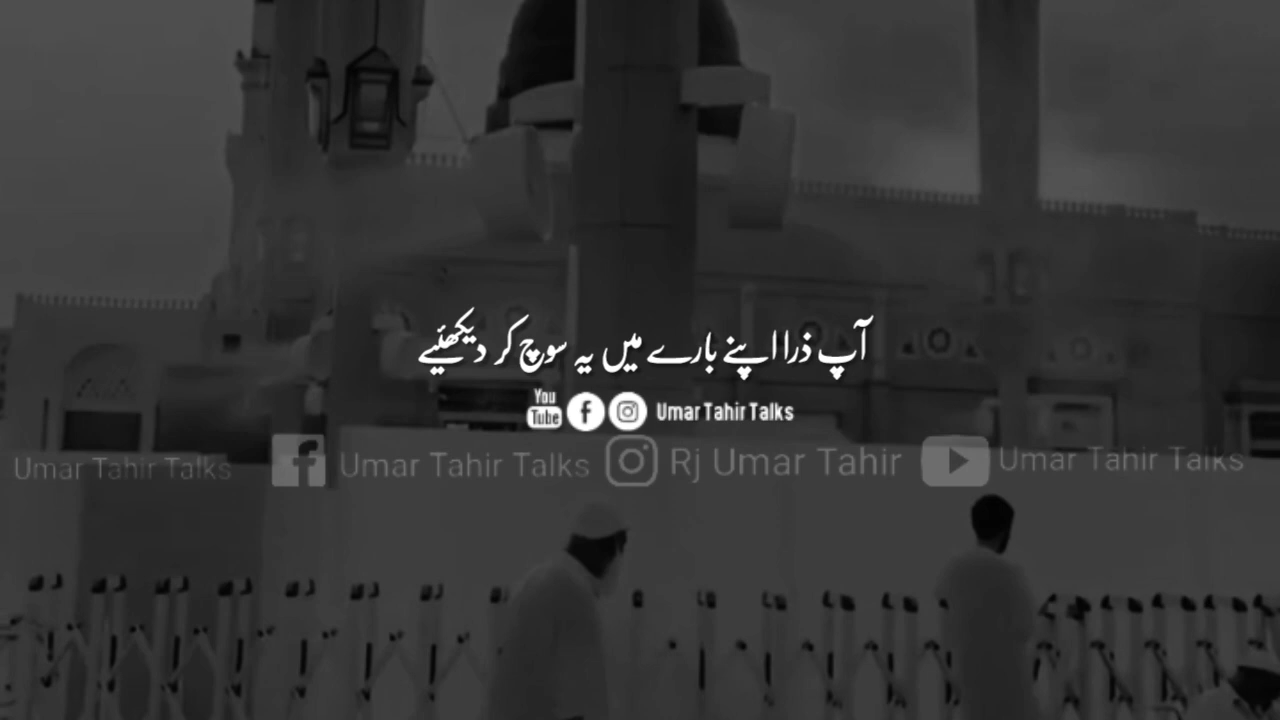 آپ ذرا اپنے بارے میں یہ سوچ کر دیکھئیے
You Tube f Umar Tahir Talks
Umar Tahir Talks f Umar Tahir Talks Rj Umar Tahir Umar Tahir Talks